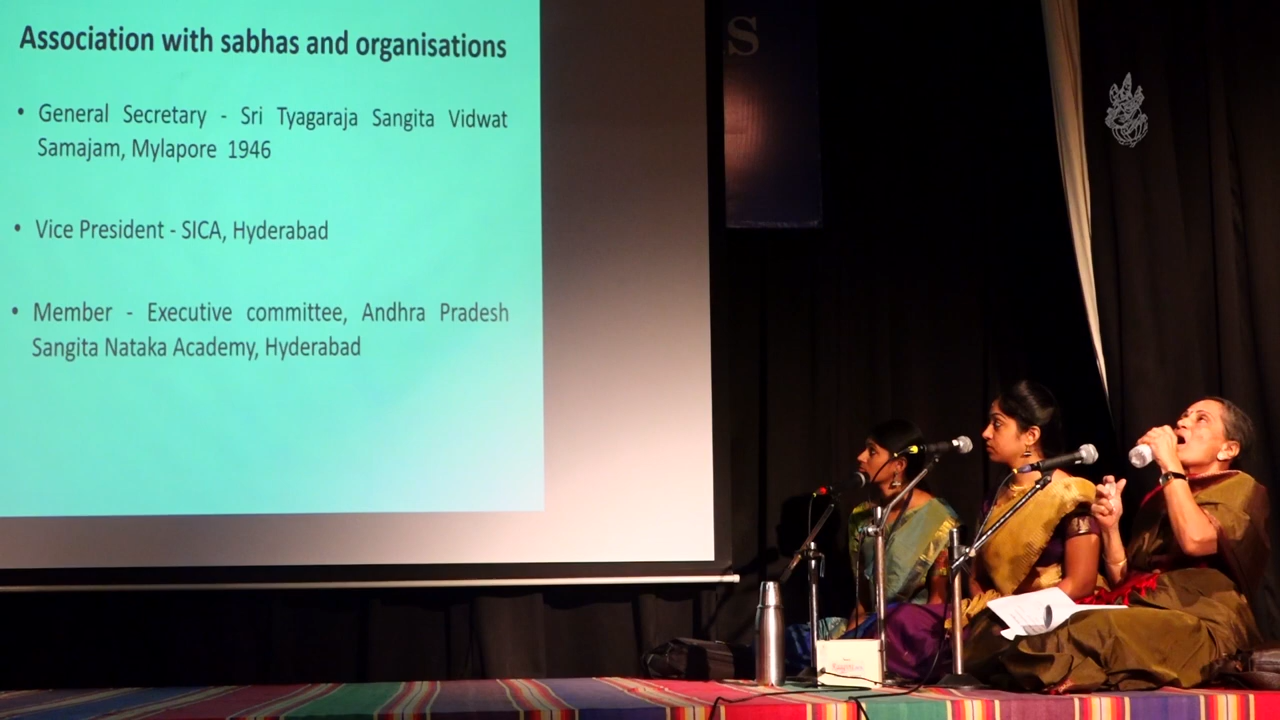 Association with sabhas and organisations
• General Secretary - Sri Tyagaraja Sangita Vidwat
Samajam, Mylapore 1946
• Vice President - SICA, Hyderabad
• Member - Executive committee, Andhra Pradesh
Sangita Nataka Academy, Hyderabad
S